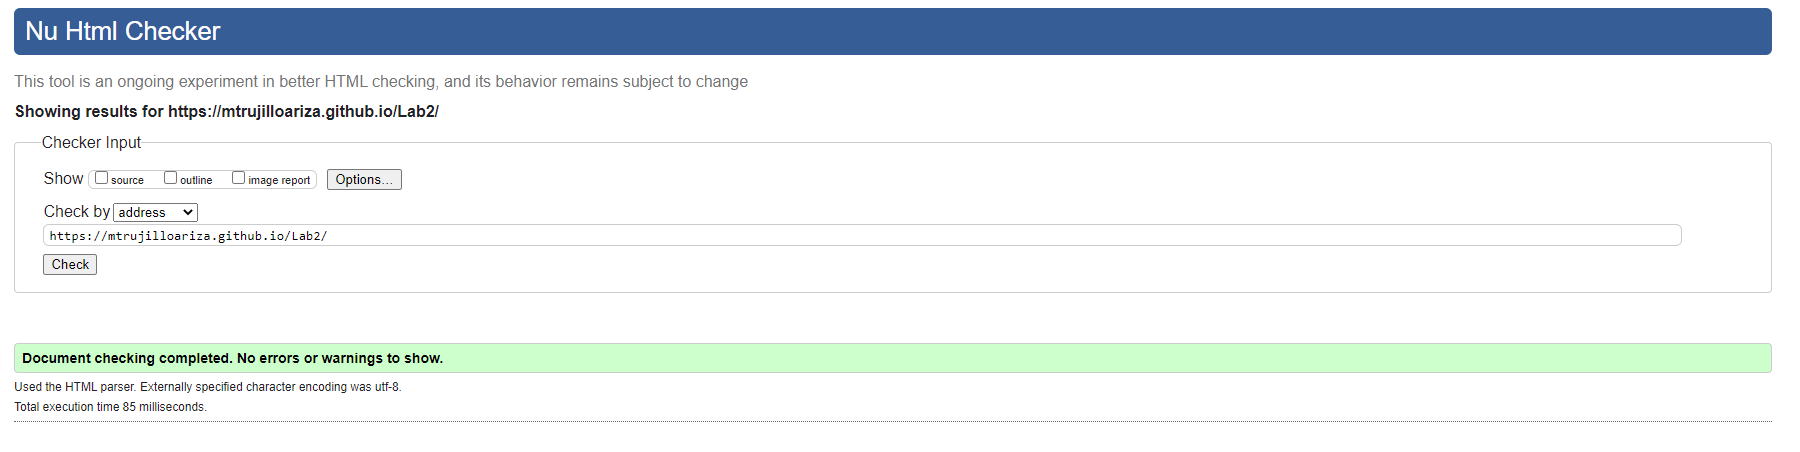 Nu Html Checker
This tool is an ongoing experiment in better HTML checking, and its behavior remains subject to change
Showing results for https://mtrujilloariza.github.io/Lab2/
Checker Input
Show source outline image report Options...
Check by address
https://mtrujilloariza.github.io/Lab2/
Check
Document checking completed. No errors or warnings to show.
Used the HTML parser. Externally specified character encoding was utf-8.
Total execution time 85 milliseconds.